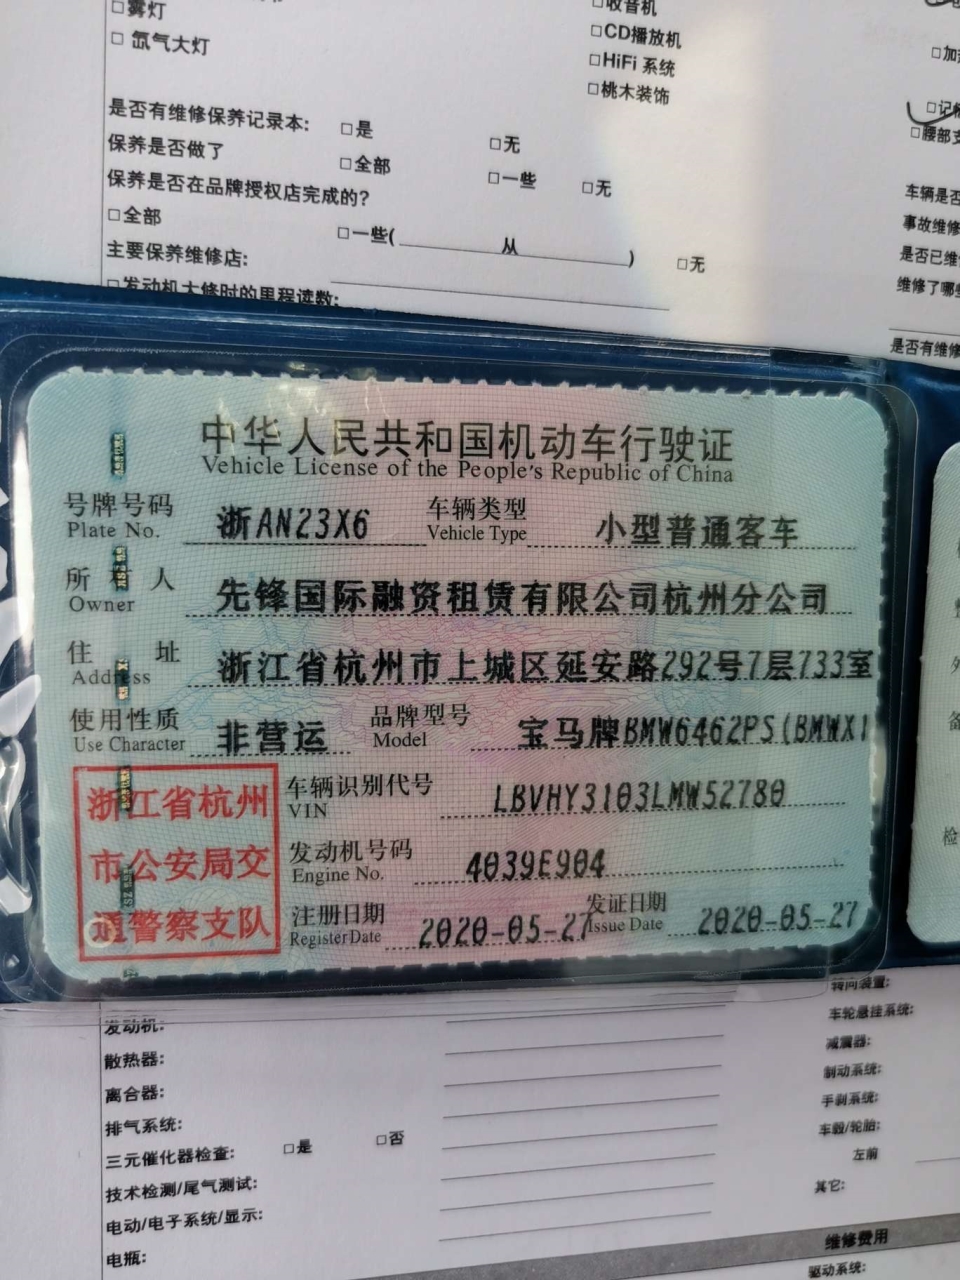 □雾灯
□收音机
□氙气大灯
□CD播放机
□HiFi 系统
□桃木装饰
是否有维修保养记录本: □是 □无
保养是否做了 □全部 □一些 □无
保养是否在品牌授权店完成的?
□全部 □一些( 从 ) □无
主要保养维修店:
□发动机大修时的里程读数:
□加
□记
□腰部支
车辆是否
事故维修
是否已维
维修了哪
是否有维修
中华人民共和国机动车行驶证
Vehicle License of the People's Republic of China
号牌号码 浙AN23X6 车辆类型 小型普通客车
Plate No. Vehicle Type
所有人 先锋国际融资租赁有限公司杭州分公司
Owner
住址 浙江省杭州市上城区延安路292号7层733室
Address
使用性质 非营运 品牌型号 宝马牌BMW6462PS(BMWX1
Use Character Model
浙江省杭州
市公安局交
通警察支队
车辆识别代号 LBVHY3103LMW52780
VIN
发动机号码 4039E904
Engine No.
注册日期 2020-05-27 发证日期 2020-05-27
Register Date Issue Date
发动机:
散热器:
离合器:
排气系统:
三元催化器检查: □是 □否
技术检测/尾气测试:
电动/电子系统/显示:
电瓶:
转向装置:
车轮悬挂系统:
减震器:
制动系统:
手刹系统:
车毂/轮胎:
左前
其它:
维修费用
驱动系统: